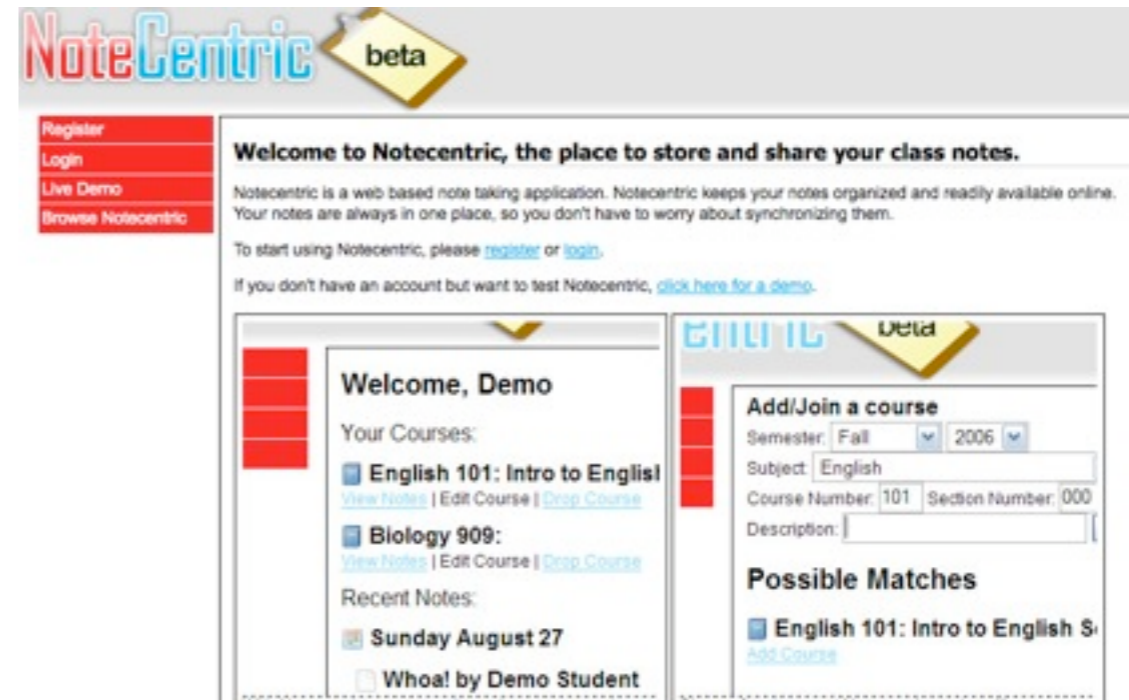 NoteCentric
beta
Register
Login
Live Demo
Browse Notecentric
Welcome to Notecentric, the place to store and share your class notes.
Notecentric is a web based note taking application. Notecentric keeps your notes organized and readily available online.
Your notes are always in one place, so you don't have to worry about synchronizing them.
To start using Notecentric, please register or login.
If you don't have an account but want to test Notecentric, click here for a demo.
Welcome, Demo
Your Courses:
English 101: Intro to English
View Notes | Edit Course | Drop Course
Biology 909:
View Notes | Edit Course | Drop Course
Recent Notes:
Sunday August 27
Whoa! by Demo Student
entric
beta
Add/Join a course
Semester: Fall 2006
Subject: English
Course Number: 101 Section Number: 000
Description:
Possible Matches
English 101: Intro to English S
Add Course